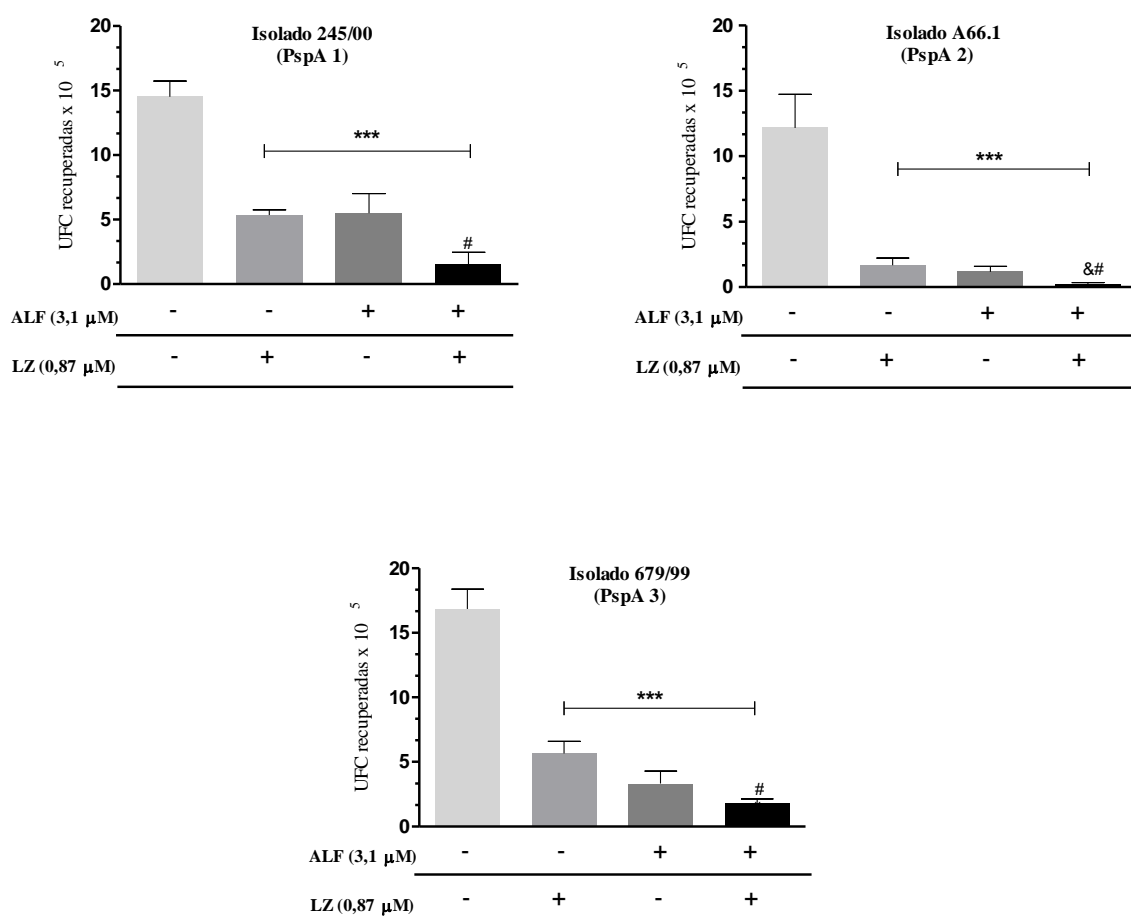 Isolado 245/00
(PspA 1)
UFC recuperadas x 10 5
20
15
10
5
0
***
#
ALF (3,1 μM) - - + +
LZ (0,87 μM) - + - +
Isolado A66.1
(PspA 2)
UFC recuperadas x 10 5
20
15
10
5
0
***
&#
ALF (3,1 μM) - - + +
LZ (0,87 μM) - + - +
Isolado 679/99
(PspA 3)
UFC recuperadas x 10 5
20
15
10
5
0
***
#
ALF (3,1 μM) - - + +
LZ (0,87 μM) - + - +